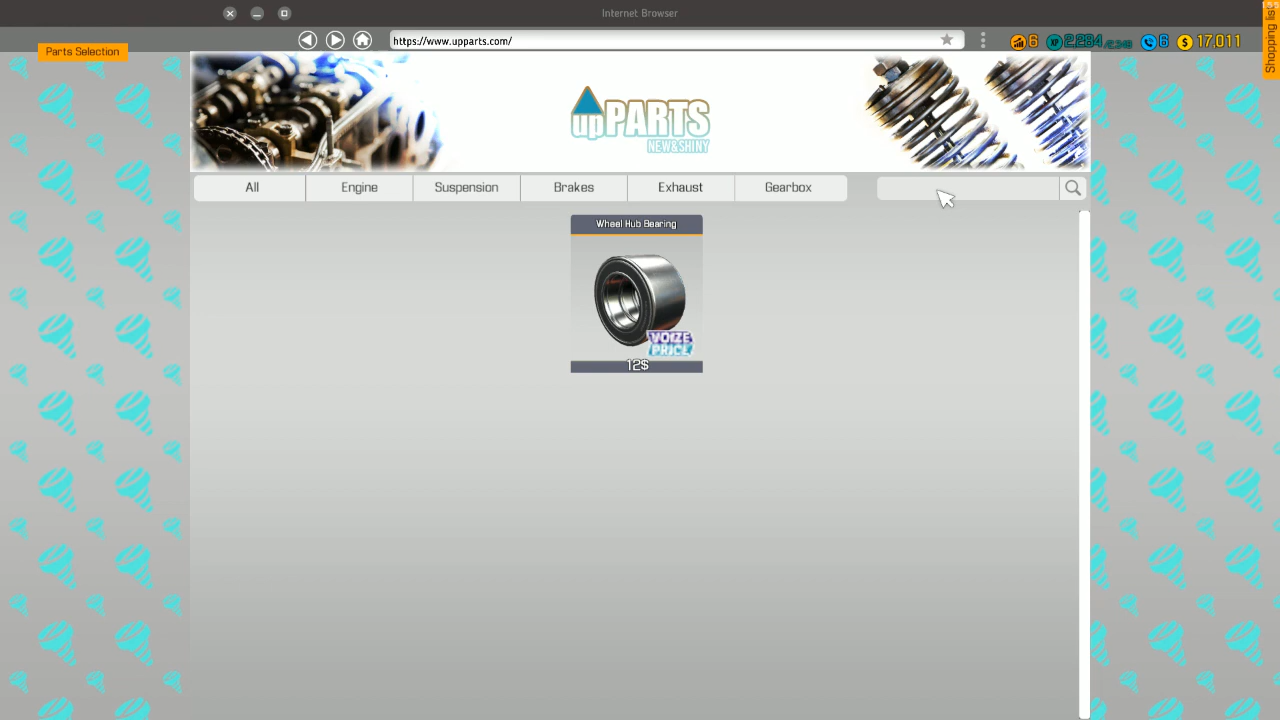 Internet Browser
https://www.upparts.com/
6
2,284
6
$ 17,011
Shopping list
Parts Selection
upPARTS
NEW&SHINY
All
Engine
Suspension
Brakes
Exhaust
Gearbox
Wheel Hub Bearing
VOIZE
PRICE
12$